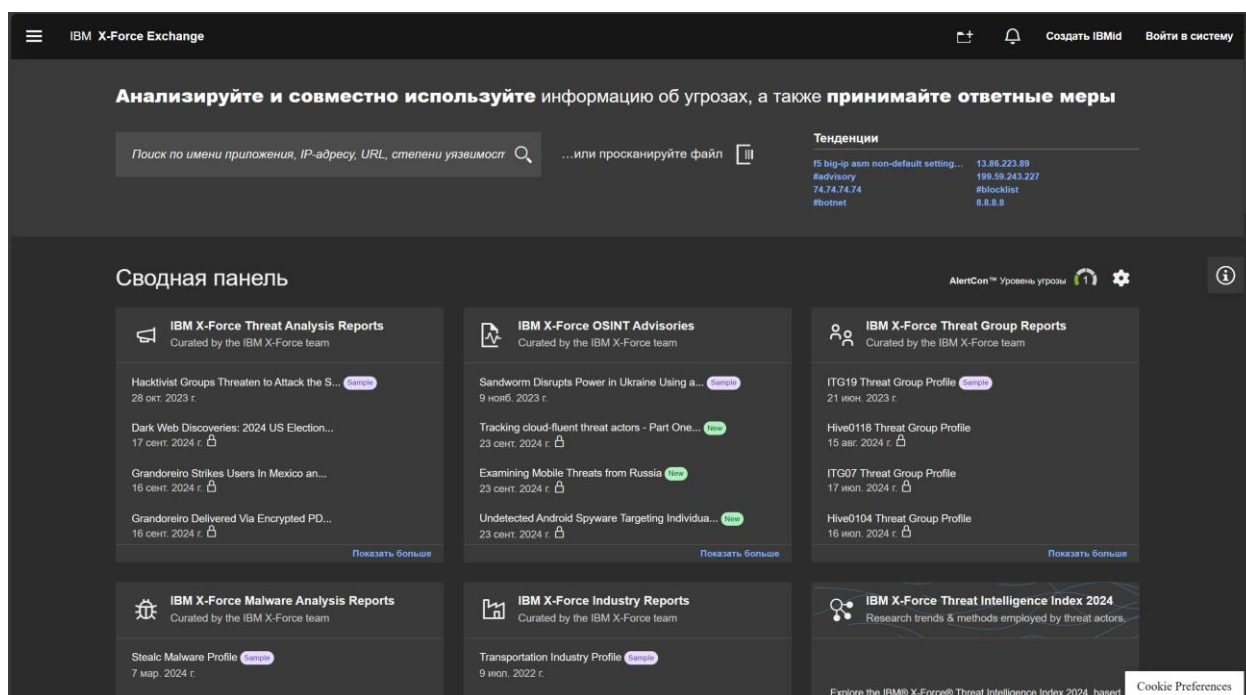 IBM X-Force Exchange
Создать IBMid
Войти в систему
Анализируйте и совместно используйте информацию об угрозах, а также принимайте ответные меры
Поиск по имени приложения, IP-адресу, URL, степени уязвимост
...или просканируйте файл
Тенденции
f5 big-ip asm non-default setting...
13.86.223.89
#advisory
199.59.243.227
74.74.74.74
#blocklist
#botnet
8.8.8.8
Сводная панель
AlertCon™ Уровень угрозы 1
IBM X-Force Threat Analysis Reports
Curated by the IBM X-Force team
Hacktivist Groups Threaten to Attack the S... Sample
28 окт. 2023 г.
Dark Web Discoveries: 2024 US Election...
17 сент. 2024 г.
Grandoreiro Strikes Users In Mexico an...
16 сент. 2024 г.
Grandoreiro Delivered Via Encrypted PD...
16 сент. 2024 г.
Показать больше
IBM X-Force OSINT Advisories
Curated by the IBM X-Force team
Sandworm Disrupts Power in Ukraine Using a... Sample
9 нояб. 2023 г.
Tracking cloud-fluent threat actors - Part One... New
23 сент. 2024 г.
Examining Mobile Threats from Russia New
23 сент. 2024 г.
Undetected Android Spyware Targeting Individua... New
23 сент. 2024 г.
Показать больше
IBM X-Force Threat Group Reports
Curated by the IBM X-Force team
ITG19 Threat Group Profile Sample
21 июн. 2023 г.
Hive0118 Threat Group Profile
15 авг. 2024 г.
ITG07 Threat Group Profile
17 июл. 2024 г.
Hive0104 Threat Group Profile
16 июл. 2024 г.
Показать больше
IBM X-Force Malware Analysis Reports
Curated by the IBM X-Force team
Stealc Malware Profile Sample
7 мар. 2024 г.
IBM X-Force Industry Reports
Curated by the IBM X-Force team
Transportation Industry Profile Sample
9 июл. 2022 г.
IBM X-Force Threat Intelligence Index 2024
Research trends & methods employed by threat actors.
Explore the IBM® X-Force® Threat Intelligence Index 2024, based
Cookie Preferences